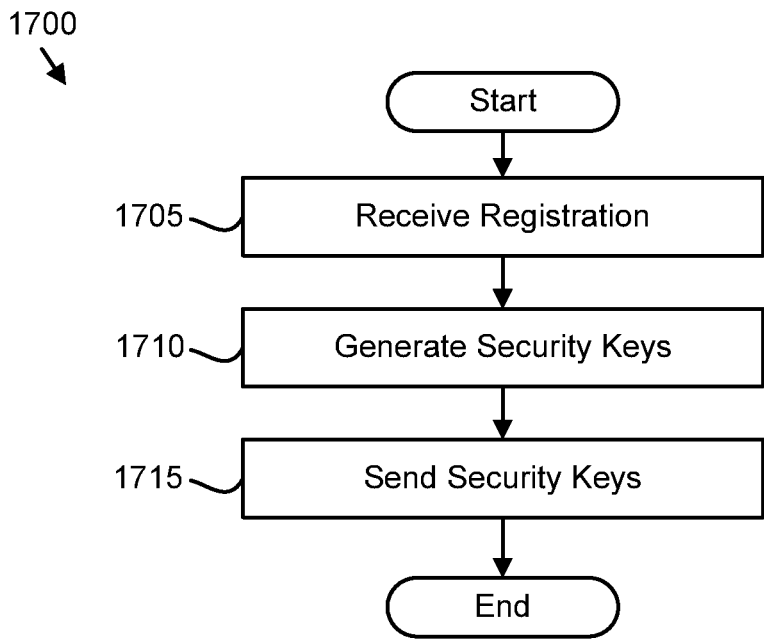 1700
Start
1705 Receive Registration
1710 Generate Security Keys
1715 Send Security Keys
End